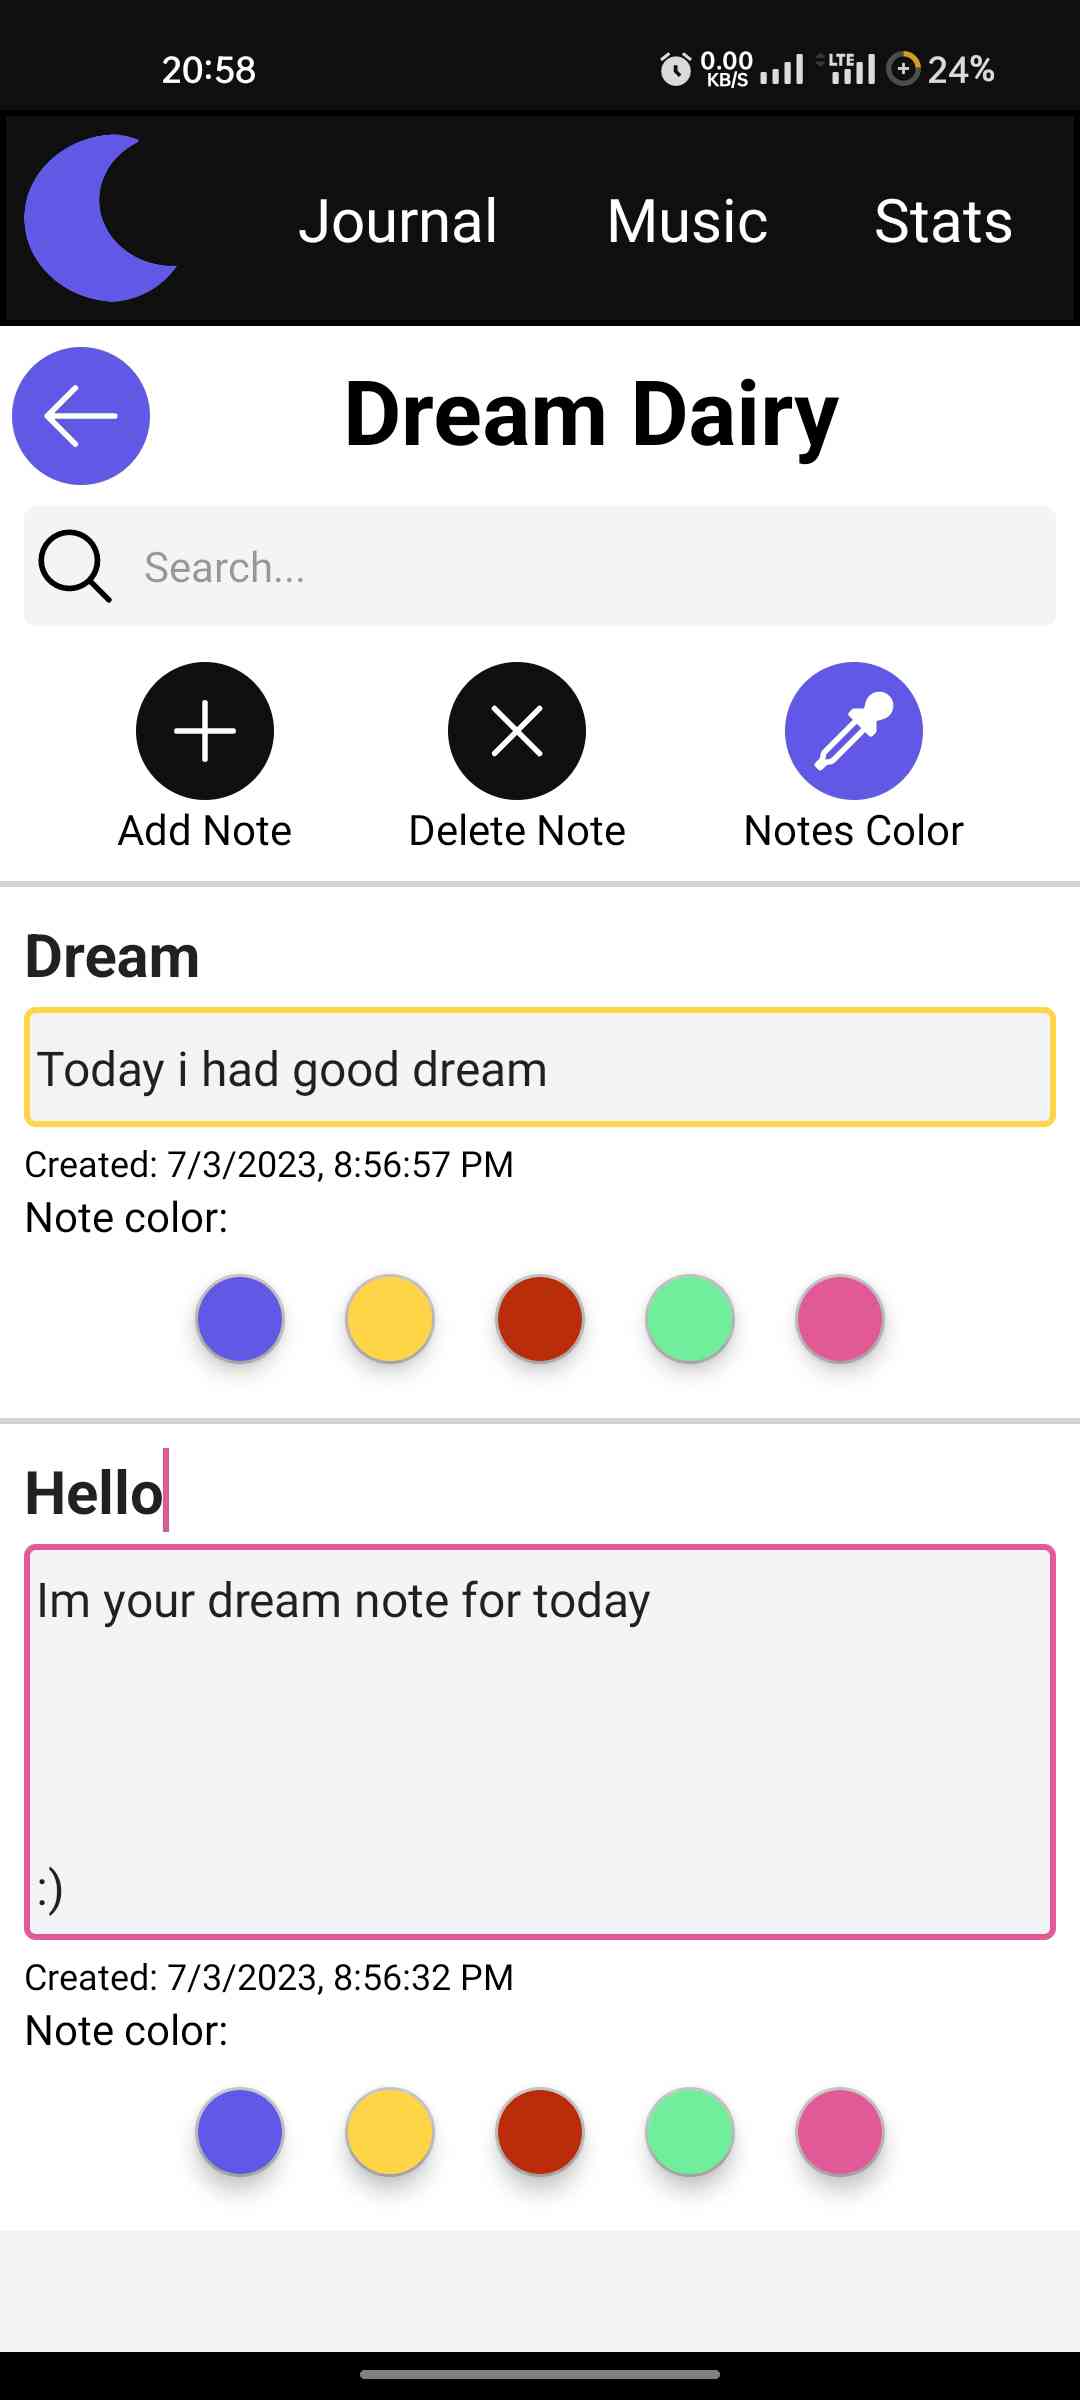 20:58 0.00 KB/S LTE 24%
Journal Music Stats
Dream Dairy
Search...
Add Note Delete Note Notes Color
Dream
Today i had good dream
Created: 7/3/2023, 8:56:57 PM
Note color:
Hello
Im your dream note for today
:)
Created: 7/3/2023, 8:56:32 PM
Note color: